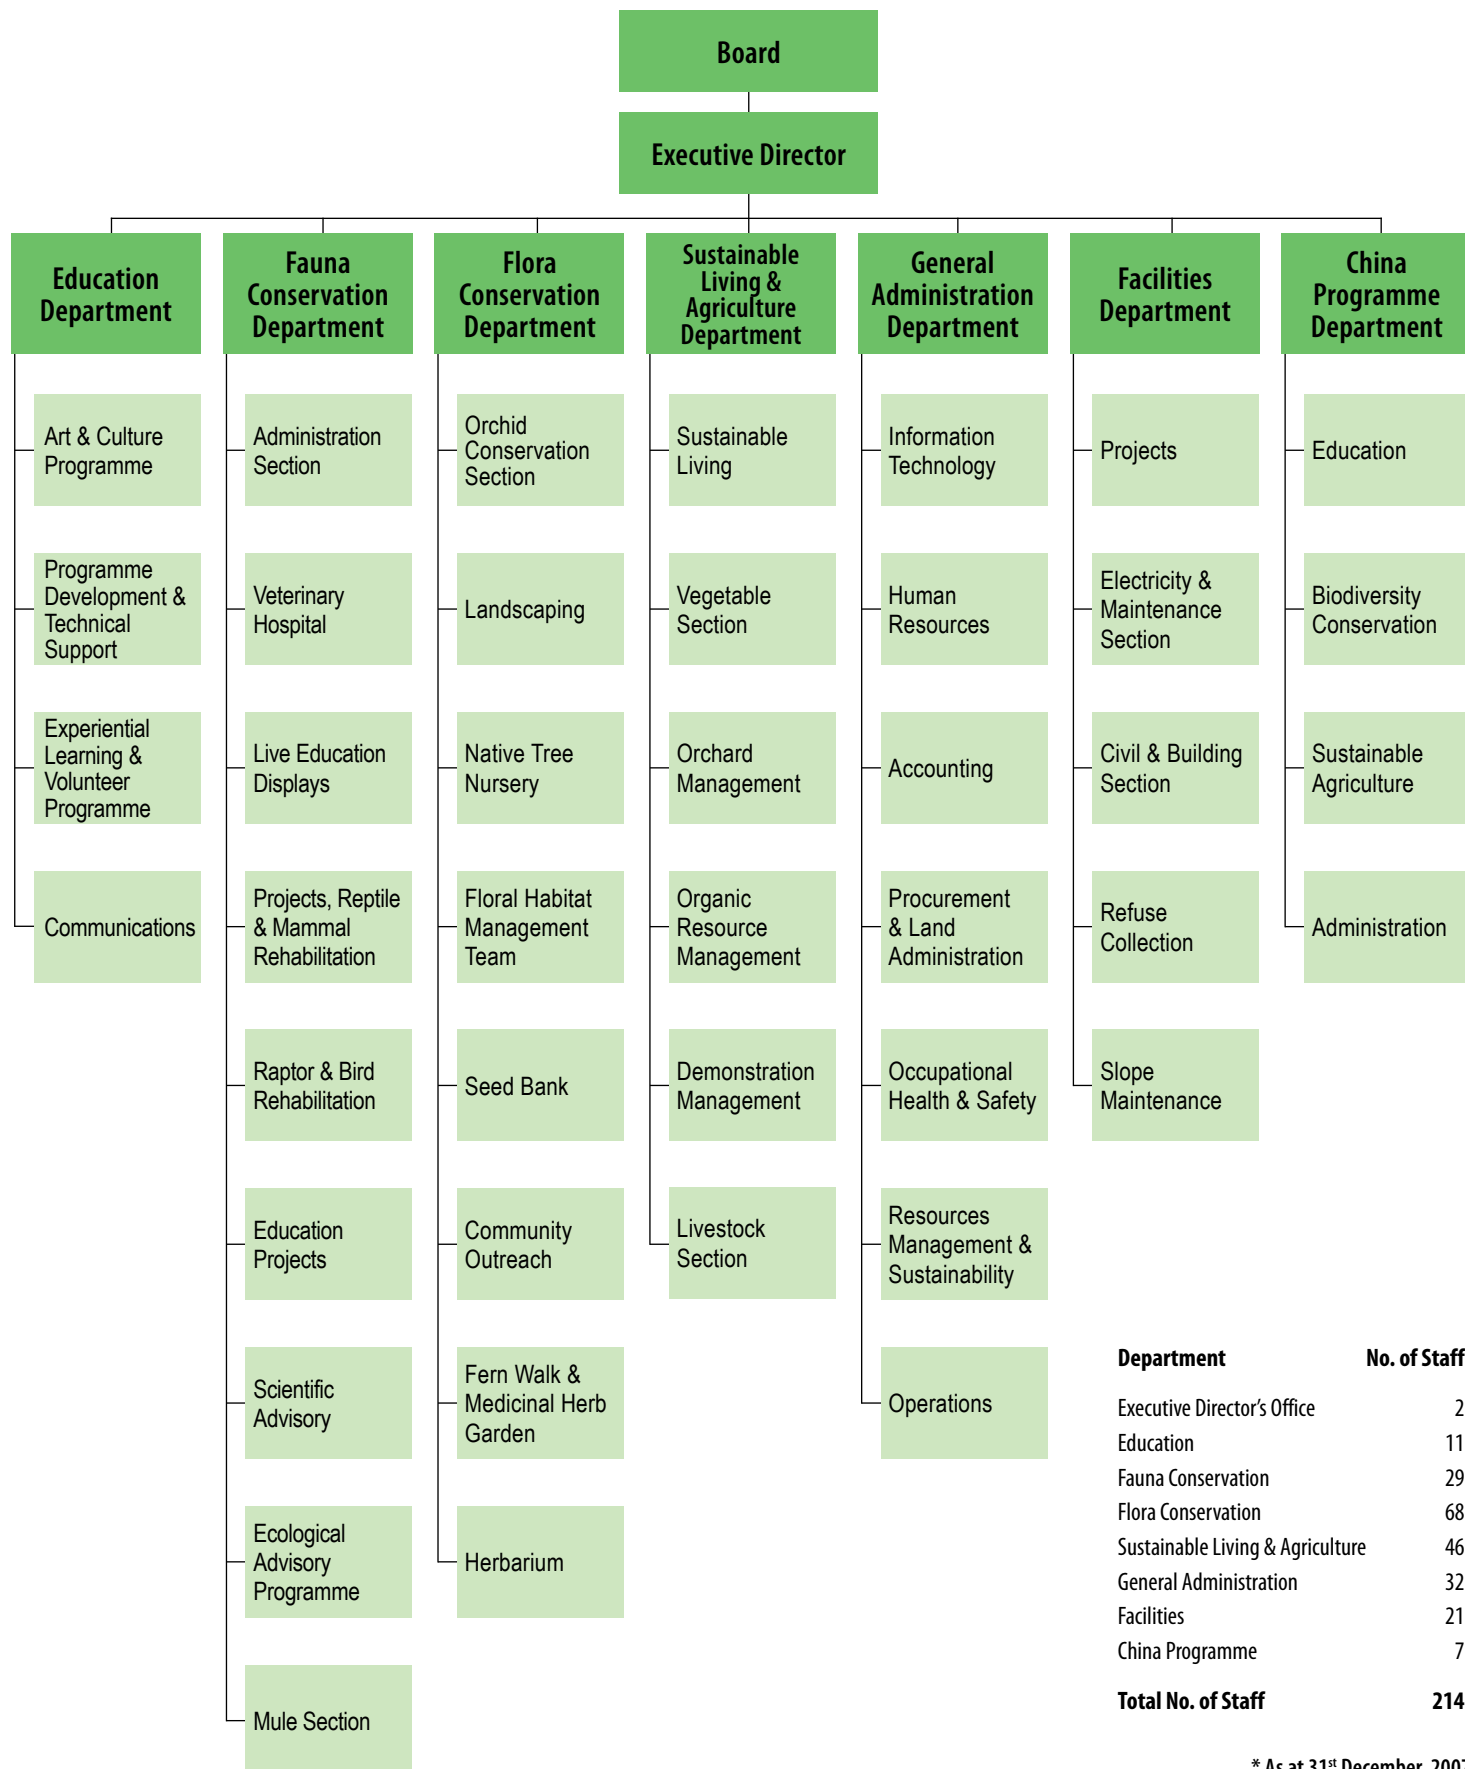 Board
Executive Director
Education
Department
Fauna
Conservation
Department
Flora
Conservation
Department
Sustainable
Living &
Agriculture
Department
General
Administration
Department
Facilities
Department
China
Programme
Department
Art & Culture
Programme
Programme
Development &
Technical
Support
Experiential
Learning &
Volunteer
Programme
Communications
Administration
Section
Veterinary
Hospital
Live Education
Displays
Projects, Reptile
& Mammal
Rehabilitation
Raptor & Bird
Rehabilitation
Education
Projects
Scientific
Advisory
Ecological
Advisory
Programme
Mule Section
Orchid
Conservation
Section
Landscaping
Native Tree
Nursery
Floral Habitat
Management
Team
Seed Bank
Community
Outreach
Fern Walk &
Medicinal Herb
Garden
Herbarium
Sustainable
Living
Vegetable
Section
Orchard
Management
Organic
Resource
Management
Demonstration
Management
Livestock
Section
Information
Technology
Human
Resources
Accounting
Procurement
& Land
Administration
Occupational
Health & Safety
Resources
Management &
Sustainability
Operations
Projects
Electricity &
Maintenance
Section
Civil & Building
Section
Refuse
Collection
Slope
Maintenance
Education
Biodiversity
Conservation
Sustainable
Agriculture
Administration
Department No. of Staff
Executive Director's Office 2
Education 11
Fauna Conservation 29
Flora Conservation 68
Sustainable Living & Agriculture 46
General Administration 32
Facilities 21
China Programme 7
Total No. of Staff 214
* As at 31st December, 2007